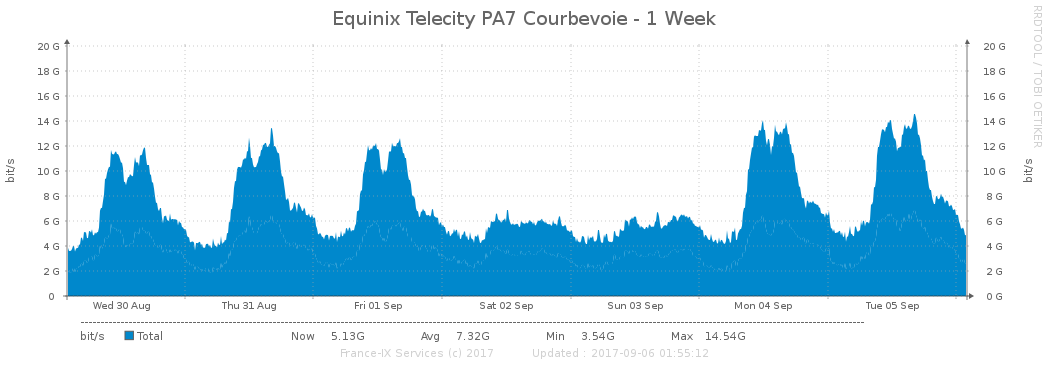 Equinix Telecity PA7 Courbevoie - 1 Week
RRDTOOL / TOBI OETIKER
bit/s
20 G 20 G
18 G 18 G
16 G 16 G
14 G 14 G
12 G 12 G
10 G 10 G
8 G 8 G
6 G 6 G
4 G 4 G
2 G 2 G
0 0 G
bit/s
Wed 30 Aug Thu 31 Aug Fri 01 Sep Sat 02 Sep Sun 03 Sep Mon 04 Sep Tue 05 Sep
bit/s Total Now 5.13G Avg 7.32G Min 3.54G Max 14.54G
France-IX Services (c) 2017 Updated : 2017-09-06 01:55:12